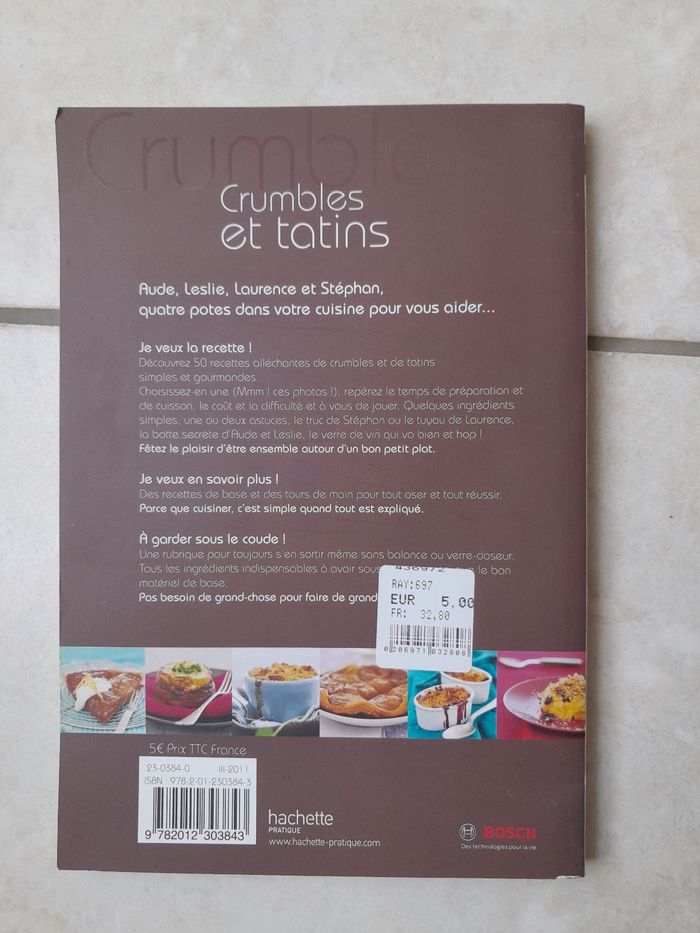 Crumble
Crumbles
et tatins
Aude, Leslie, Laurence et Stéphan,
quatre potes dans votre cuisine pour vous aider...
Je veux la recette !
Découvrez 50 recettes alléchantes de crumbles et de tatins
simples et gourmandes.
Choisissez-en une (Mmm ! ces photos !), repérez le temps de préparation et
de cuisson, le coût et la difficulté et à vous de jouer. Quelques ingrédients
simples, une ou deux astuces, le truc de Stéphan ou le tuyau de Laurence,
la botte secrète d'Aude et Leslie, le verre de vin qui va bien et hop !
Fêtez le plaisir d'être ensemble autour d'un bon petit plat.
Je veux en savoir plus !
Des recettes de base et des tours de main pour tout oser et tout réussir.
Parce que cuisiner, c'est simple quand tout est expliqué.
À garder sous le coude !
Une rubrique pour toujours s'en sortir même sans balance ou verre-doseur.
Tous les ingrédients indispensables à avoir sous le bon
matériel de base.
Pas besoin de grand-chose pour faire de grand
436972
RAY:697
EUR 5,00
FR: 32,80
0 206971 032808
5€ Prix TTC France
23-0384-0 III-2011
ISBN : 978-2-01-230384-3
9 782012 303843
hachette
PRATIQUE
www.hachette-pratique.com
BOSCH
Des technologies pour la vie